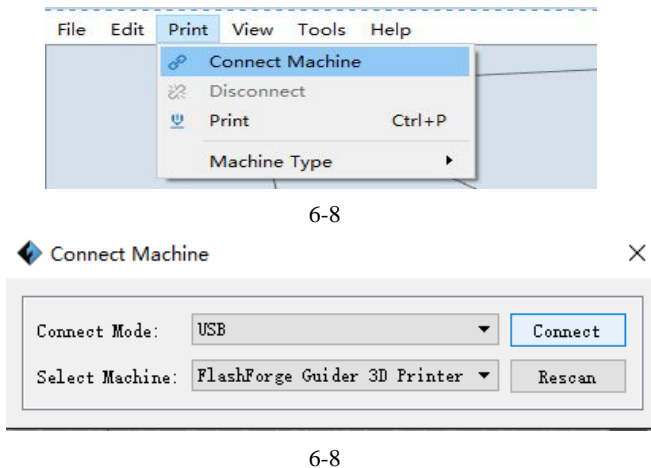 File Edit Print View Tools Help
Connect Machine
Disconnect
Print Ctrl+P
Machine Type
6-8
Connect Machine
Connect Mode: USB Connect
Select Machine: FlashForge Guider 3D Printer Rescan
6-8